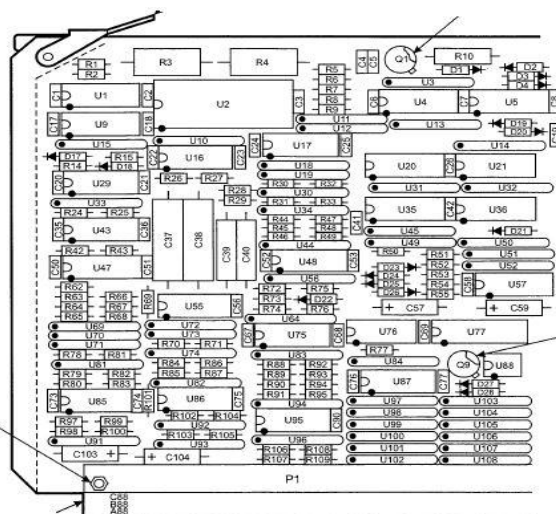 R1 R3 R4 R5 C4 C5 Q1 R10 D2
R2 R6 D1 D3
R7 U3 D4
C1 U1 C2 U2 C3 R8 C6 U4 C7 U5 C8
R9
C17 U9 C18 U11 U13 D19
U12 D20
U15 U10 C24 U17 C25 U14
D17 R15 C22 U16 C23
R14 D16 U18 U20 C26 U21
C20 U29 C21 R26 R27 U19
R30 R32 U31 U32
R28 U30
U33 R29 R31 R33
R24 R25 U34 U35 C42 U36
C35 U43 C36 C37 C38 R44 R47 C41
R45 R48 U45 D21
R46 R49 U49 U50
R42 R43 C39 C40 U44 R50 R51 U51
C50 U47 C51 C52 U48 C53 D23 R52 U52
D24 R53
U56 D25 R54 C58 U57
R62 R66 R69 R72 R75 R55
R63 R67 U55 C56 R73 D22
R64 R68 R74 R76 C57 C59
R65
U69 U72 U64
U70 U73 C67 U75 C68 U76 C69 U77
U71 R70 R71
R78 R81 U74 U83 R77
U81 R84 R86 R88 R92 U84 Q9 U88
R79 R82 R85 R87 R89 R93
R80 R83 U82 R90 R94 C76 U87 C77 D27
R91 R95 D28
C73 U85 C74 R101 U86 C75 U94 U97 U103
R102 R104 U98 U104
R97 R99 U92 U95 C90 U99 U105
R98 R100 R103 R105 U100 U106
U91 U93 U96 U101 U107
C103 C104 R106 R108 U102 U108
R107 R109
P1
C88
B88
A88